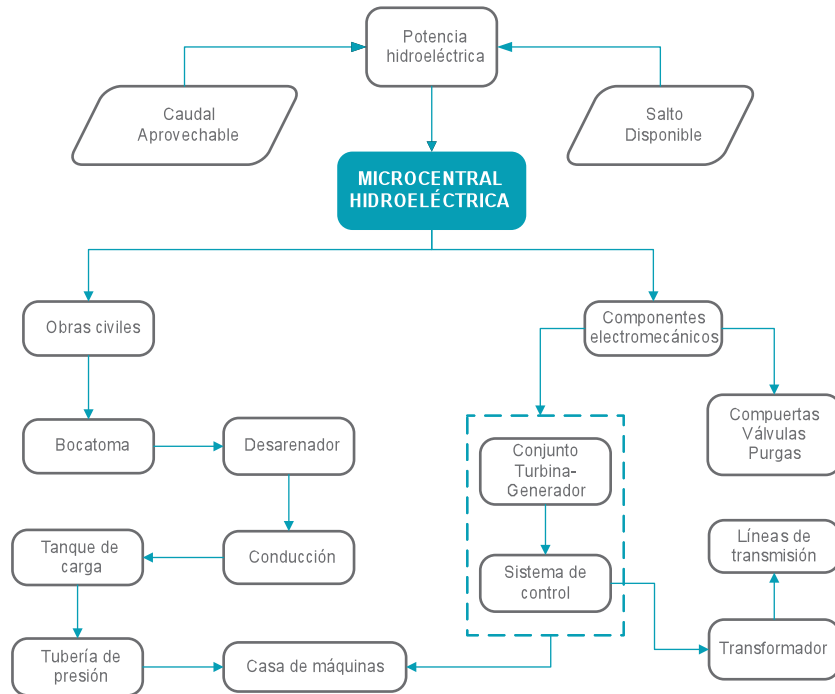 Potencia
hidroeléctrica
Caudal
Aprovechable
Salto
Disponible
MICROCENTRAL
HIDROELÉCTRICA
Obras civiles
Componentes
electromecánicos
Bocatoma
Desarenador
Conjunto
Turbina-
Generador
Compuertas
Válvulas
Purgas
Tanque de
carga
Conducción
Sistema de
control
Líneas de
transmisión
Tubería de
presión
Casa de máquinas
Transformador